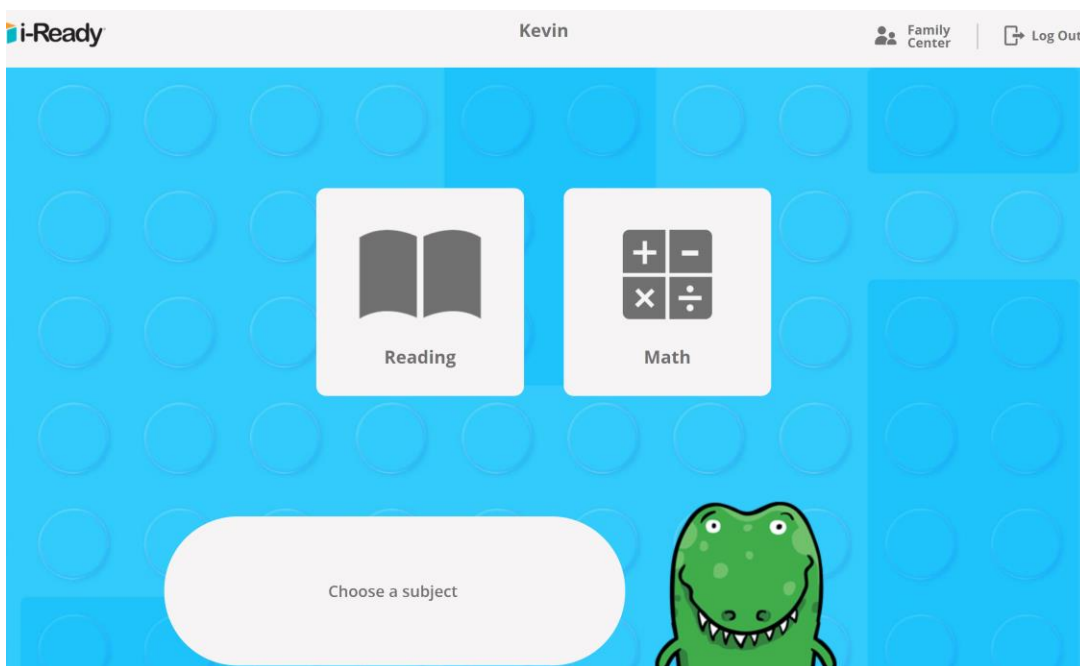 i-Ready
Kevin
Family
Center
Log Out
Reading
Math
Choose a subject